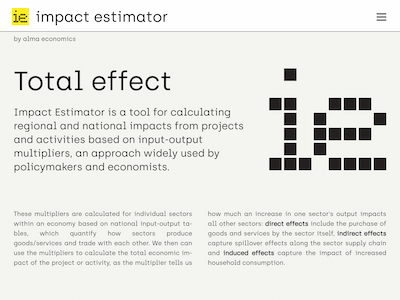 ie impact estimator
by alma economics
Total effect
Impact Estimator is a tool for calculating
regional and national impacts from projects
and activities based on input-output
multipliers, an approach widely used by
policymakers and economists.
ie
These multipliers are calculated for individual sectors
within an economy based on national input-output ta-
bles, which quantify how sectors produce
goods/services and trade with each other. We then can
use the multipliers to calculate the total economic im-
pact of the project or activity, as the multiplier tells us
how much an increase in one sector's output impacts
all other sectors: direct effects include the purchase of
goods and services by the sector itself, indirect effects
capture spillover effects along the sector supply chain
and induced effects capture the impact of increased
household consumption.